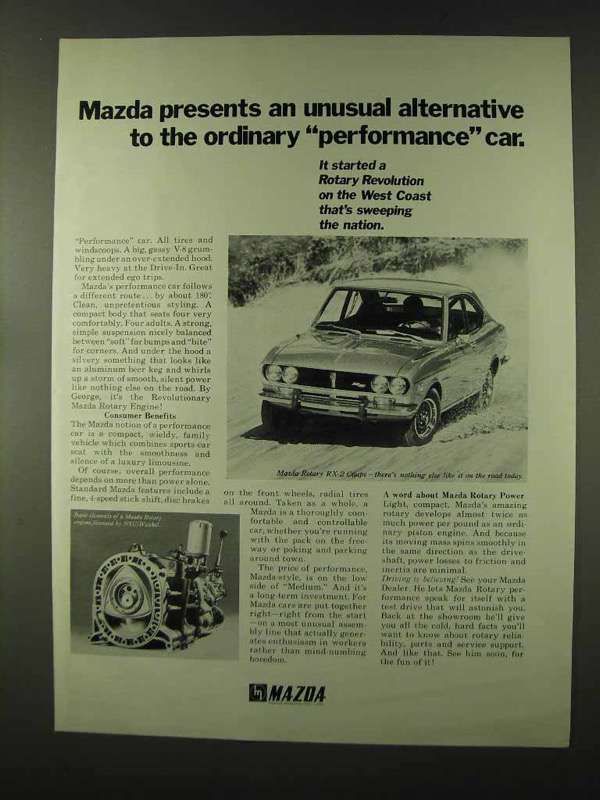 Mazda presents an unusual alternative
to the ordinary “performance” car.
It started a
Rotary Revolution
on the West Coast
that's sweeping
the nation.
"Performance" car. All tires and
windscoops. A big, gassy V-8 grum-
bling under an over-extended hood.
Very heavy at the Drive-In. Great
for extended ego trips.
Mazda's performance car follows
a different route... by about 180°.
Clean, unpretentious styling. A
compact body that seats four very
comfortably. Four adults. A strong,
simple suspension nicely balanced
between "soft" for bumps and "bite"
for corners. And under the hood a
silvery something that looks like
an aluminum beer keg and whirls
up a storm of smooth, silent power
like nothing else on the road. By
George, it's the Revolutionary
Mazda Rotary Engine!
Consumer Benefits
The Mazda notion of a performance
car is a compact, wieldy, family
vehicle which combines sports car
scat with the smoothness and
silence of a luxury limousine.
Of course, overall performance
depends on more than power alone.
Standard Mazda features include a
fine, 4-speed stick shift, disc brakes
Mazda Rotary RX-2 Coupe—there's nothing else like it on the road today.
Basic elements of a Mazda Rotary
engine, licensed by NSU/Wankel.
on the front wheels, radial tires
all around. Taken as a whole, a
Mazda is a thoroughly com-
fortable and controllable
car, whether you're running
with the pack on the free-
way or poking and parking
around town.
The price of performance,
Mazda-style, is on the low
side of "Medium." And it's
a long-term investment. For
Mazda cars are put together
right—right from the start
—on a most unusual assem-
bly line that actually gener-
ates enthusiasm in workers
rather than mind-numbing
boredom.
A word about Mazda Rotary Power
Light, compact, Mazda's amazing
rotary develops almost twice as
much power per pound as an ordi-
nary piston engine. And because
its moving mass spins smoothly in
the same direction as the drive-
shaft, power losses to friction and
inertia are minimal.
Driving is believing! See your Mazda
Dealer. He lets Mazda Rotary per-
formance speak for itself with a
test drive that will astonish you.
Back at the showroom he'll give
you all the cold, hard facts you'll
want to know about rotary relia-
bility, parts and service support.
And like that. See him soon, for
the fun of it!
MAZDA